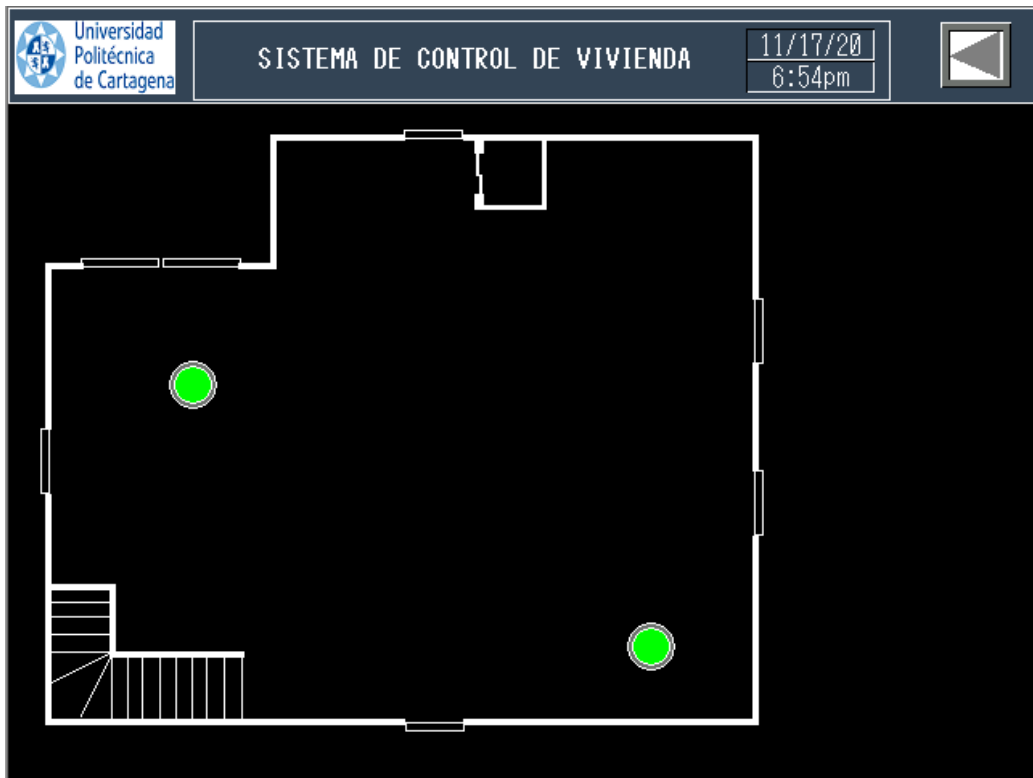 Universidad
Politécnica
de Cartagena
SISTEMA DE CONTROL DE VIVIENDA
11/17/20
6:54pm